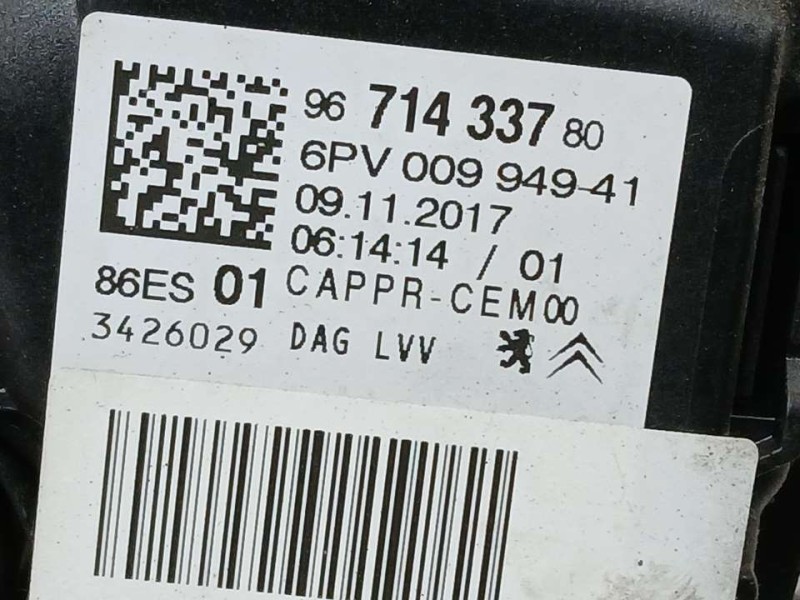 96 714 337 80
6PV 009 949-41
09.11.2017
06:14:14 / 01
86ES 01 CAPPR-CEM00
3426029 DAG LVV